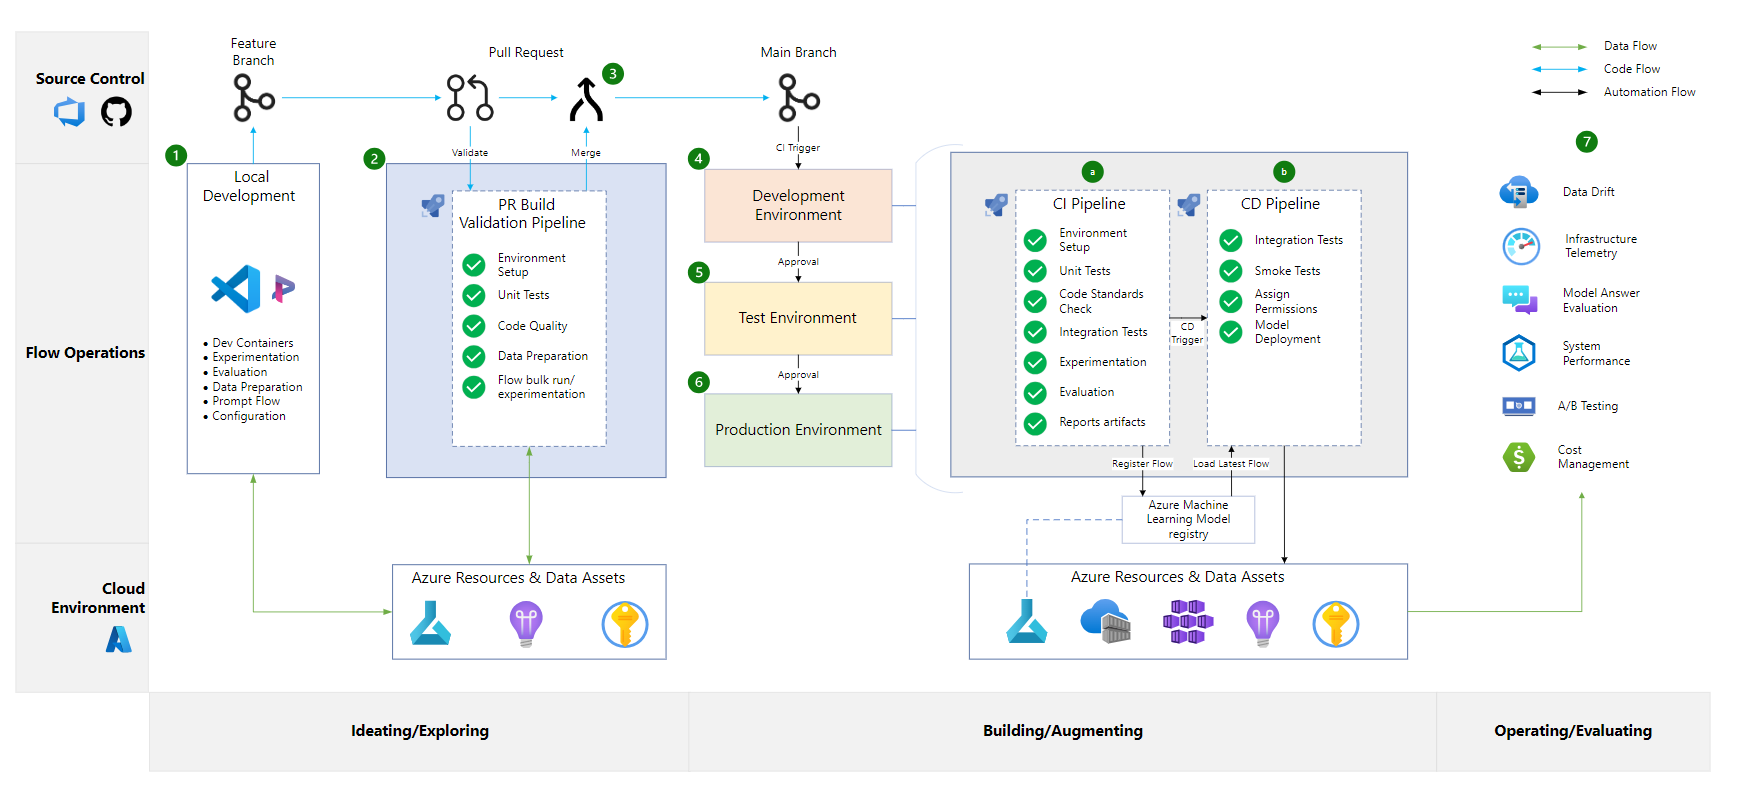 Source Control
Flow Operations
Cloud
Environment
Feature
Branch
Pull Request
3
Main Branch
Data Flow
Code Flow
Automation Flow
Validate
Merge
CI Trigger
1
Local
Development
Dev Containers
Experimentation
Evaluation
Data Preparation
Prompt Flow
Configuration
2
PR Build
Validation Pipeline
Environment
Setup
Unit Tests
Code Quality
Data Preparation
Flow bulk run/
experimentation
4
Development
Environment
Approval
5
Test Environment
Approval
6
Production Environment
a
CI Pipeline
Environment
Setup
Unit Tests
Code Standards
Check
Integration Tests
Experimentation
Evaluation
Reports artifacts
CD
Trigger
b
CD Pipeline
Integration Tests
Smoke Tests
Assign
Permissions
Model
Deployment
Register Flow
Load Latest Flow
Azure Machine
Learning Model
registry
7
Data Drift
Infrastructure
Telemetry
Model Answer
Evaluation
System
Performance
A/B Testing
Cost
Management
Azure Resources & Data Assets
Azure Resources & Data Assets
Ideating/Exploring
Building/Augmenting
Operating/Evaluating